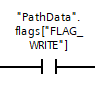 "PathData".
flags["FLAG_
WRITE"]